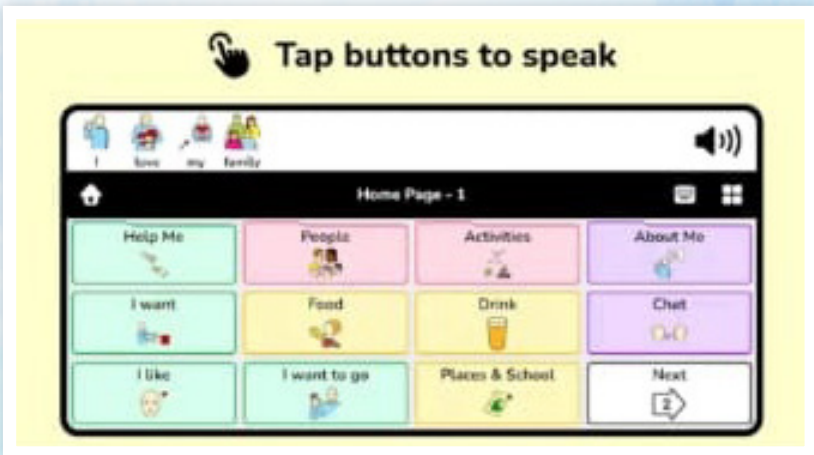 Tap buttons to speak
I love my family
Home Page - 1
Help Me People Activities About Me
I want Food Drink Chat
I like I want to go Places & School Next
2